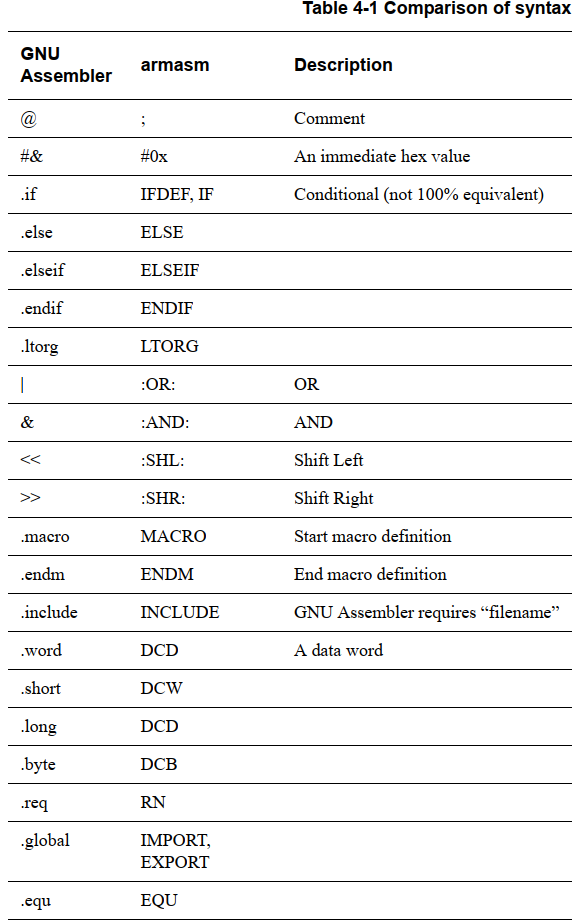 Table 4-1 Comparison of syntax
GNU Assembler armasm Description
@ ; Comment
#& #0x An immediate hex value
.if IFDEF, IF Conditional (not 100% equivalent)
.else ELSE
.elseif ELSEIF
.endif ENDIF
.ltorg LTORG
| :OR: OR
& :AND: AND
<< :SHL: Shift Left
>> :SHR: Shift Right
.macro MACRO Start macro definition
.endm ENDM End macro definition
.include INCLUDE GNU Assembler requires “filename”
.word DCD A data word
.short DCW
.long DCD
.byte DCB
.req RN
.global IMPORT, EXPORT
.equ EQU